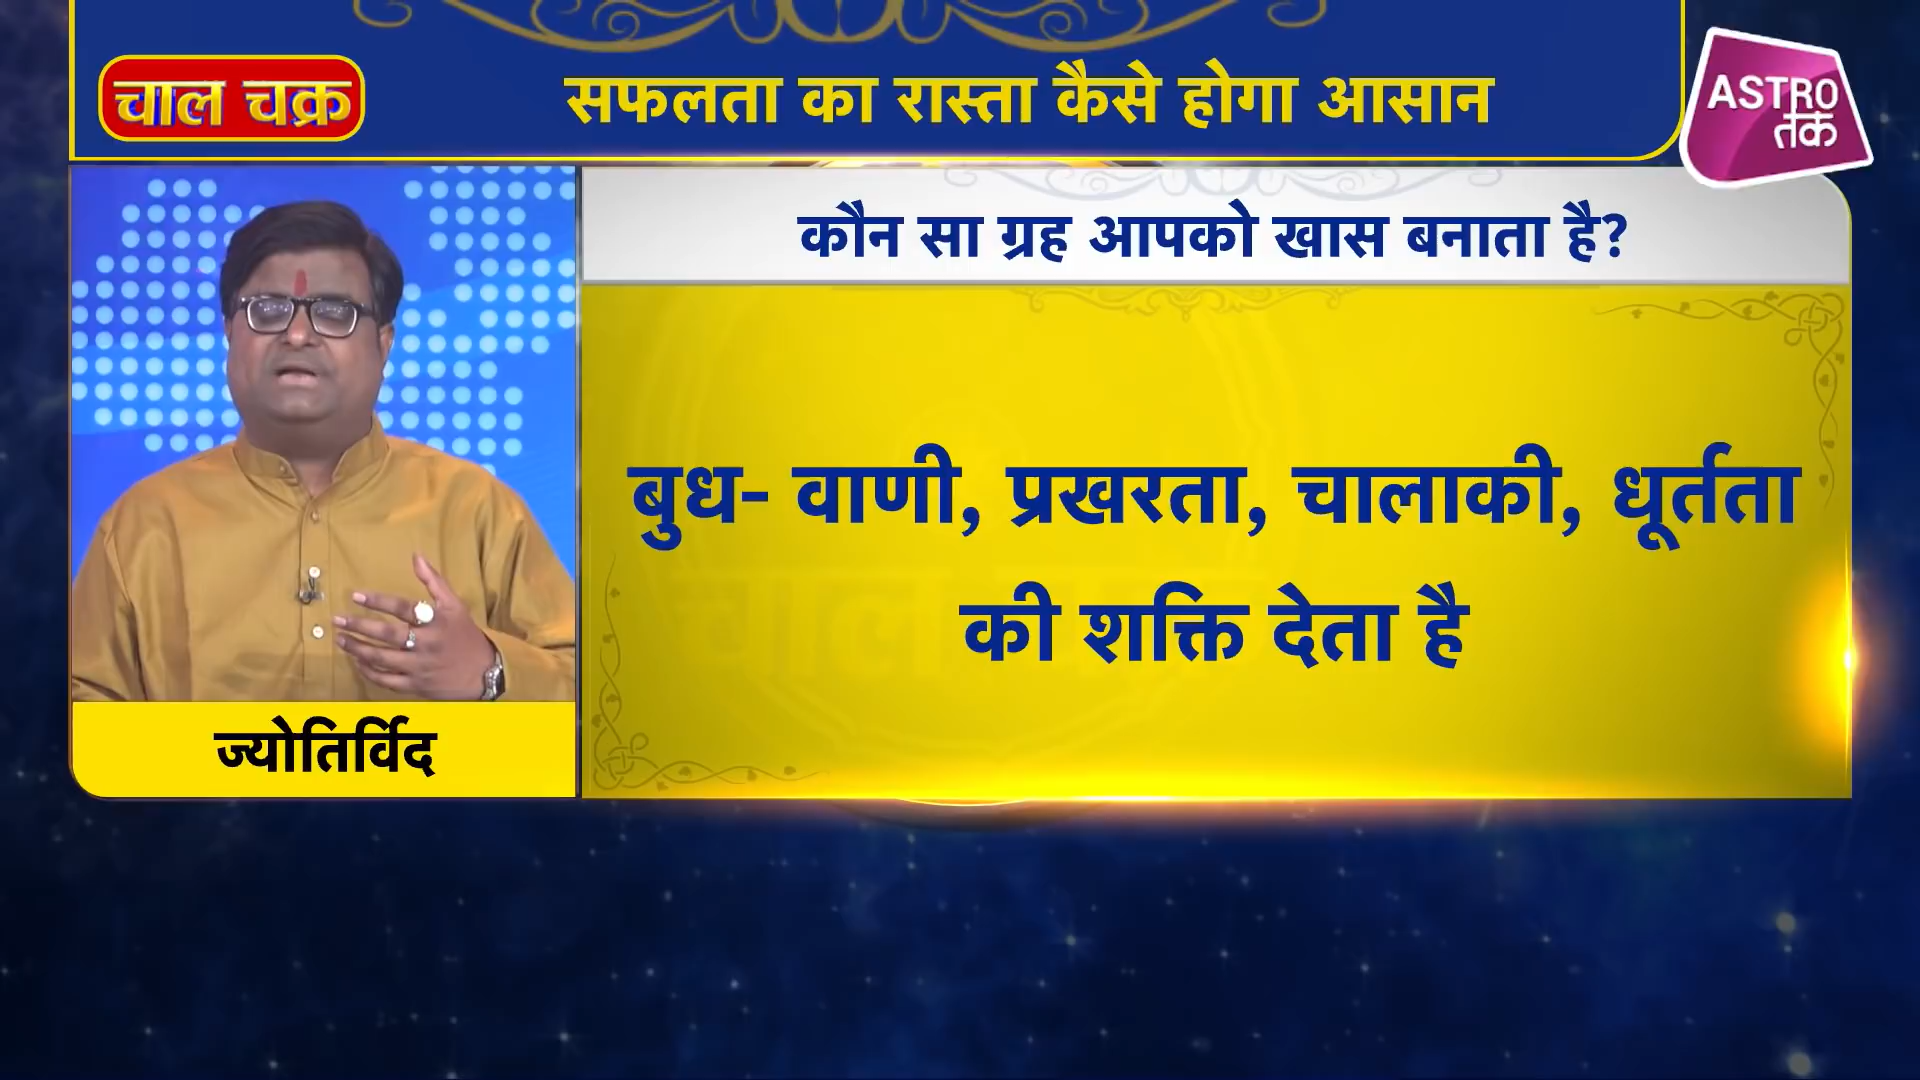 चाल चक्र
सफलता का रास्ता कैसे होगा आसान
ASTRO
तक
कौन सा ग्रह आपको खास बनाता है?
बुध- वाणी, प्रखरता, चालाकी, धूर्तता
की शक्ति देता है
ज्योतिर्विद